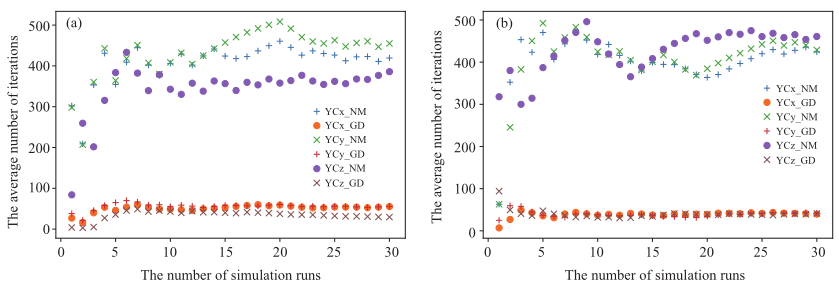 (a)
500
400
300
200
100
0
0
5
10
15
20
25
30
The average number of iterations
The number of simulation runs
YCx_NM
YCx_GD
YCy_NM
YCy_GD
YCz_NM
YCz_GD
(b)
500
400
300
200
100
0
0
5
10
15
20
25
30
The average number of iterations
The number of simulation runs
YCx_NM
YCx_GD
YCy_NM
YCy_GD
YCz_NM
YCz_GD